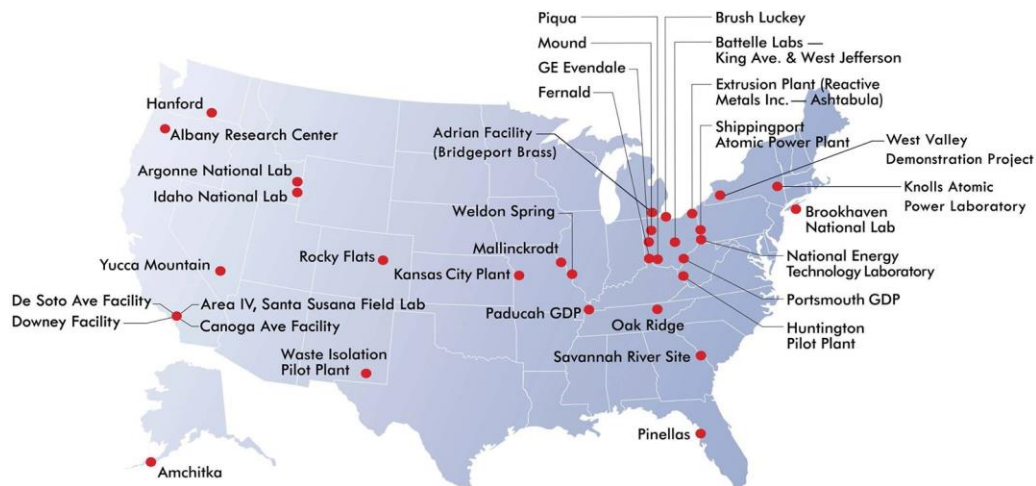 Piqua
Mound
GE Evendale
Fernald
Brush Luckey
Battelle Labs —
King Ave. & West Jefferson
Extrusion Plant (Reactive
Metals Inc. — Ashtabula)
Shippingport
Atomic Power Plant
West Valley
Demonstration Project
Knolls Atomic
Power Laboratory
Brookhaven
National Lab
National Energy
Technology Laboratory
Portsmouth GDP
Huntington
Pilot Plant
Adrian Facility
(Bridgeport Brass)
Hanford
Albany Research Center
Argonne National Lab
Idaho National Lab
Weldon Spring
Mallinckrodt
Rocky Flats
Kansas City Plant
Yucca Mountain
De Soto Ave Facility
Downey Facility
Area IV, Santa Susana Field Lab
Canoga Ave Facility
Paducah GDP
Oak Ridge
Waste Isolation
Pilot Plant
Savannah River Site
Pinellas
Amchitka